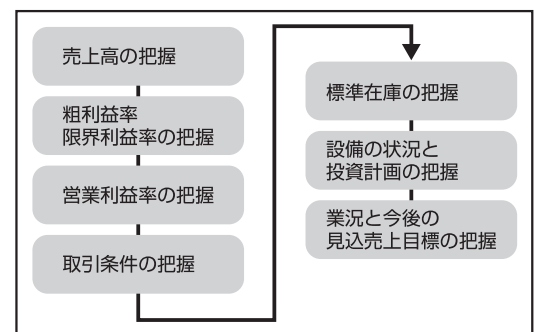 売上高の把握
粗利益率
限界利益率の把握
営業利益率の把握
取引条件の把握
標準在庫の把握
設備の状況と
投資計画の把握
業況と今後の
見込売上目標の把握